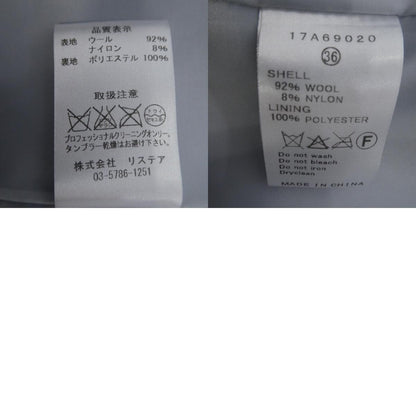 品質表示
表地 ウール 92%
ナイロン 8%
裏地 ポリエステル 100%
取扱注意
ドライ
プロフェッショナルクリーニングオンリー。
タンブラー乾燥はお避け下さい。
株式会社 リステア
03-5786-1251
17A69020
36
SHELL
92% WOOL
8% NYLON
LINING
100% POLYESTER
F
Do not wash
Do not bleach
Do not iron
Dryclean
MADE IN CHINA